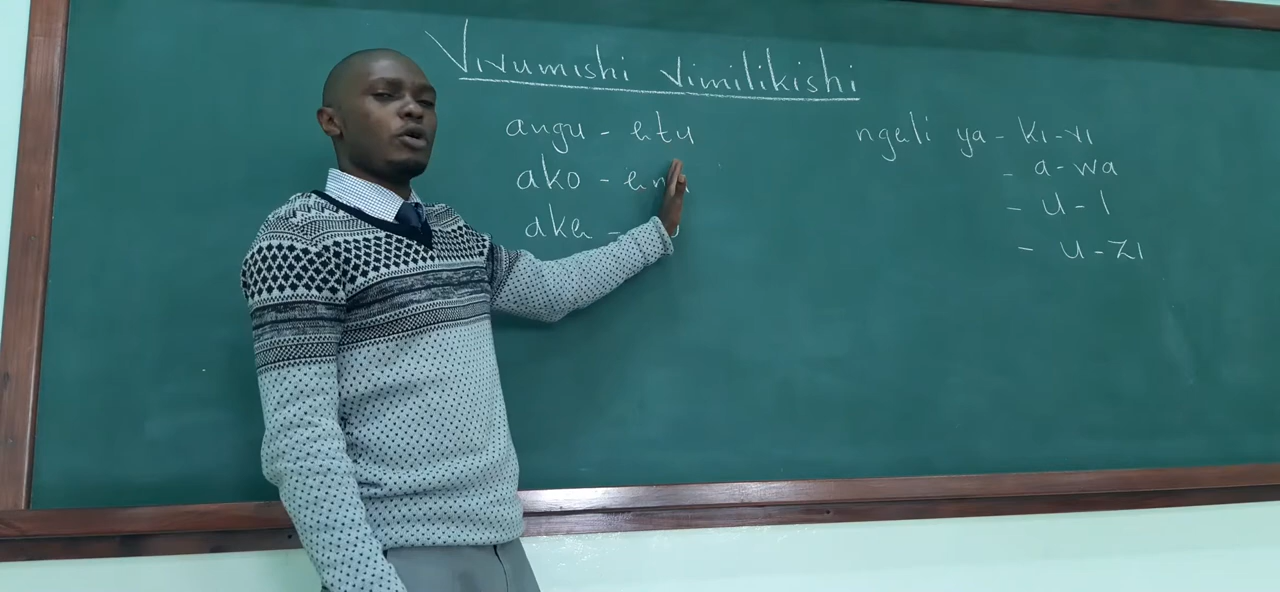 Vivumishi vimilikishi
angu - etu
ako -
ake -
ngeli ya - KI-VI
- a-wa
- U-I
- U-ZI